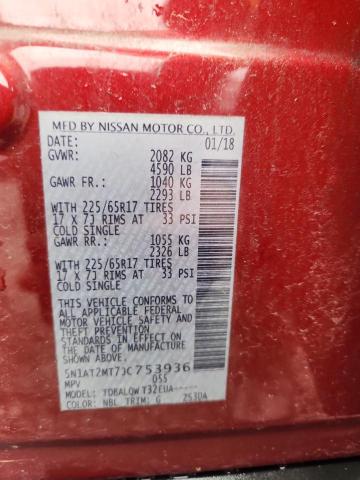 MFD BY NISSAN MOTOR CO., LTD.
DATE: 01/18
GVWR: 2082 KG
4590 LB
GAWR FR.: 1040 KG
2293 LB
WITH 225/65R17 TIRES
17 X 7J RIMS AT 33 PSI
COLD SINGLE
GAWR RR.: 1055 KG
2326 LB
WITH 225/65R17 TIRES
17 X 7J RIMS AT 33 PSI
COLD SINGLE
THIS VEHICLE CONFORMS TO
ALL APPLICABLE FEDERAL
MOTOR VEHICLE SAFETY AND
THEFT PREVENTION
STANDARDS IN EFFECT ON
THE DATE OF MANUFACTURE
SHOWN ABOVE.
5N1AT2MT7JC753936
MPV 055
MODEL:
COLOR: NBL TRIM: G